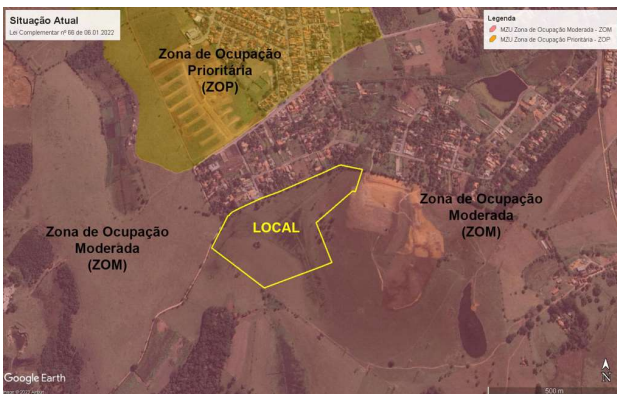 Situação Atual
Lei Complementar nº 66 de 06.01.2022
Legenda
MZU Zona de Ocupação Moderada - ZOM
MZU Zona de Ocupação Prioritária - ZOP
Zona de Ocupação
Prioritária
(ZOP)
Zona de Ocupação
Moderada
(ZOM)
LOCAL
Zona de Ocupação
Moderada
(ZOM)
Google Earth
N
500 m